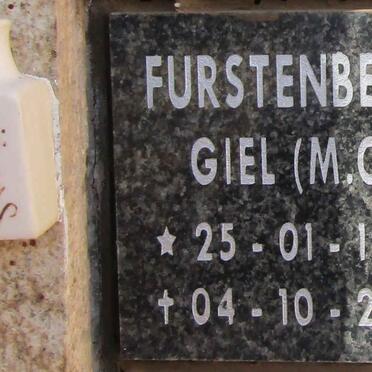 FURSTENBE
GIEL (M.C
★ 25 - 01 - 1
✝ 04 - 10 - 2